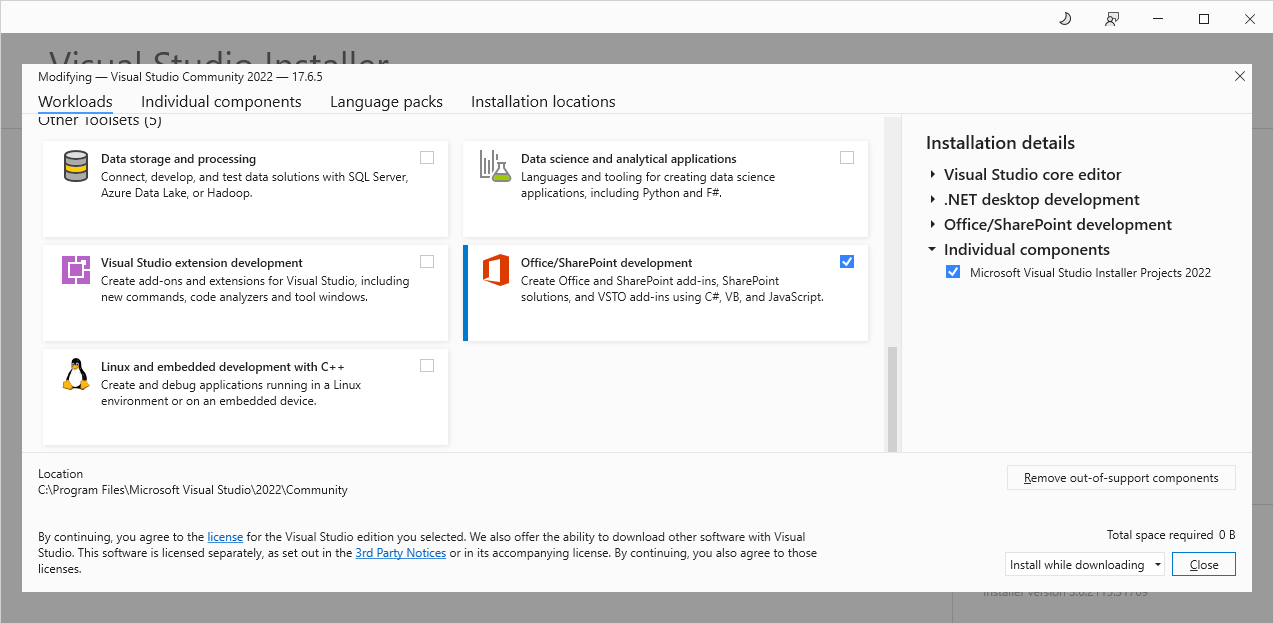 Visual Studio Installer
Modifying — Visual Studio Community 2022 — 17.6.5
Workloads
Individual components
Language packs
Installation locations
Other Toolsets (5)
Data storage and processing
Connect, develop, and test data solutions with SQL Server,
Azure Data Lake, or Hadoop.
Data science and analytical applications
Languages and tooling for creating data science
applications, including Python and F#.
Visual Studio extension development
Create add-ons and extensions for Visual Studio, including
new commands, code analyzers and tool windows.
Office/SharePoint development
Create Office and SharePoint add-ins, SharePoint
solutions, and VSTO add-ins using C#, VB, and JavaScript.
Linux and embedded development with C++
Create and debug applications running in a Linux
environment or on an embedded device.
Installation details
Visual Studio core editor
.NET desktop development
Office/SharePoint development
Individual components
Microsoft Visual Studio Installer Projects 2022
Location
C:\Program Files\Microsoft Visual Studio\2022\Community
Remove out-of-support components
By continuing, you agree to the license for the Visual Studio edition you selected. We also offer the ability to download other software with Visual
Studio. This software is licensed separately, as set out in the 3rd Party Notices or in its accompanying license. By continuing, you also agree to those
licenses.
Total space required 0 B
Install while downloading
Close